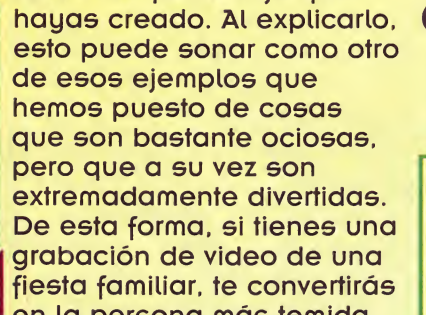 hayas creado. Al explicarlo,
esto puede sonar como otro
de esos ejemplos que
hemos puesto de cosas
que son bastante ociosas,
pero que a su vez son
extremadamente divertidas.
De esta forma, si tienes una
grabación de video de una
fiesta familiar, te convertirás
en la persona más temida